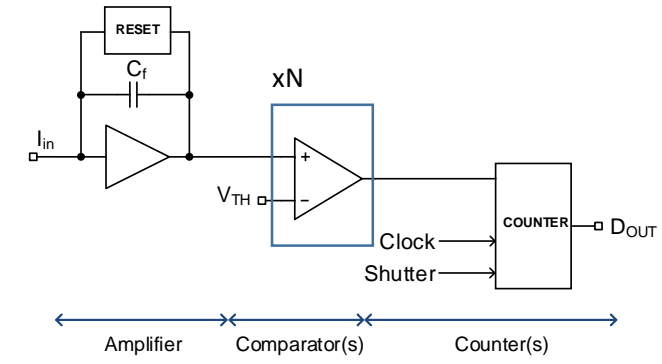 RESET
Cf
xN
Iin
+
VTH
−
COUNTER
DOUT
Clock
Shutter
Amplifier
Comparator(s)
Counter(s)